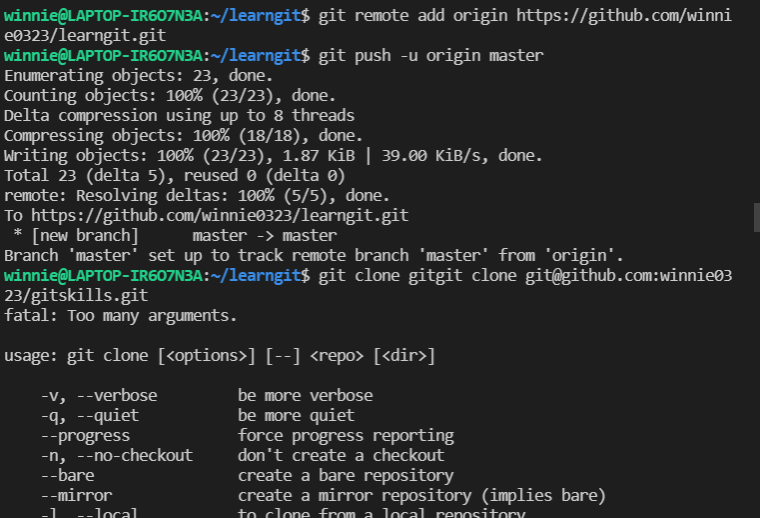 winnie@LAPTOP-IR6O7N3A:~/learngit$ git remote add origin https://github.com/winni
e0323/learngit.git
winnie@LAPTOP-IR6O7N3A:~/learngit$ git push -u origin master
Enumerating objects: 23, done.
Counting objects: 100% (23/23), done.
Delta compression using up to 8 threads
Compressing objects: 100% (18/18), done.
Writing objects: 100% (23/23), 1.87 KiB | 39.00 KiB/s, done.
Total 23 (delta 5), reused 0 (delta 0)
remote: Resolving deltas: 100% (5/5), done.
To https://github.com/winnie0323/learngit.git
 * [new branch]      master -> master
Branch 'master' set up to track remote branch 'master' from 'origin'.
winnie@LAPTOP-IR6O7N3A:~/learngit$ git clone gitgit clone git@github.com:winnie03
23/gitskills.git
fatal: Too many arguments.

usage: git clone [<options>] [--] <repo> [<dir>]

    -v, --verbose         be more verbose
    -q, --quiet           be more quiet
    --progress            force progress reporting
    -n, --no-checkout     don't create a checkout
    --bare                create a bare repository
    --mirror              create a mirror repository (implies bare)
    -l, --local           to clone from a local repository